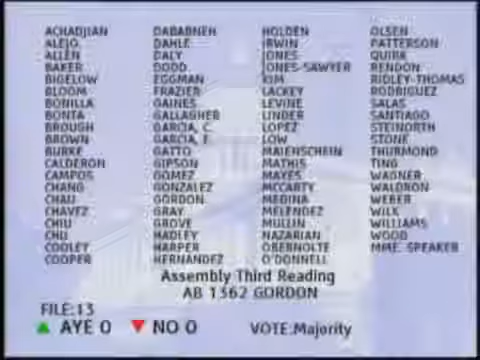 ACHADJIAN DABABNEH HOLDEN OLSEN
ALEJO DAHLE IRWIN PATTERSON
ALLEN DALY JONES QUIRK
BAKER DODD JONES-SAWYER RENDON
BIGELOW EGGMAN KIM RIDLEY-THOMAS
BLOOM FRAZIER LACKEY RODRIGUEZ
BONILLA GAINES LEVINE SALAS
BONTA GALLAGHER LINDER SANTIAGO
BROUGH GARCIA, C. LOPEZ STEINORTH
BROWN GARCIA, E. LOW STONE
BURKE GATTO MAIENSCHEIN THURMOND
CALDERON GIPSON MATHIS TING
CAMPOS GOMEZ MAYES WAGNER
CHANG GONZALEZ MCCARTY WALDRON
CHAU GORDON MEDINA WEBER
CHAVEZ GRAY MELENDEZ WILK
CHIU GROVE MULLIN WILLIAMS
CHU HADLEY NAZARIAN WOOD
COOLEY HARPER OBERNOLTE MME. SPEAKER
COOPER HERNANDEZ O'DONNELL
Assembly Third Reading
AB 1362 GORDON
FILE:13
▲ AYE 0 ▼ NO 0 VOTE:Majority